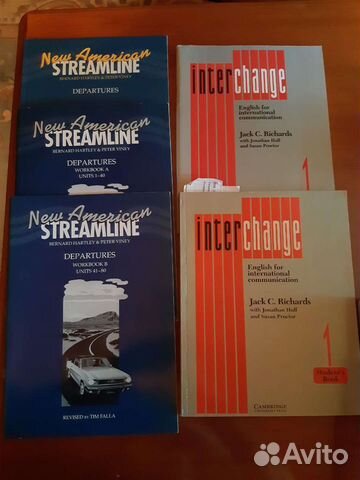 New American
STREAMLINE
BERNARD HARTLEY & PETER VINEY
DEPARTURES
New American
STREAMLINE
BERNARD HARTLEY & PETER VINEY
DEPARTURES
WORKBOOK A
UNITS 1–40
New American
STREAMLINE
BERNARD HARTLEY & PETER VINEY
DEPARTURES
WORKBOOK B
UNITS 41–80
REVISED BY TIM FALLA
interchange
English for
international
communication
Jack C. Richards
with Jonathan Hull
and Susan Proctor
1
interchange
English for
international
communication
Jack C. Richards
with Jonathan Hull
and Susan Proctor
1
Student's
Book
CAMBRIDGE
UNIVERSITY PRESS
Avito